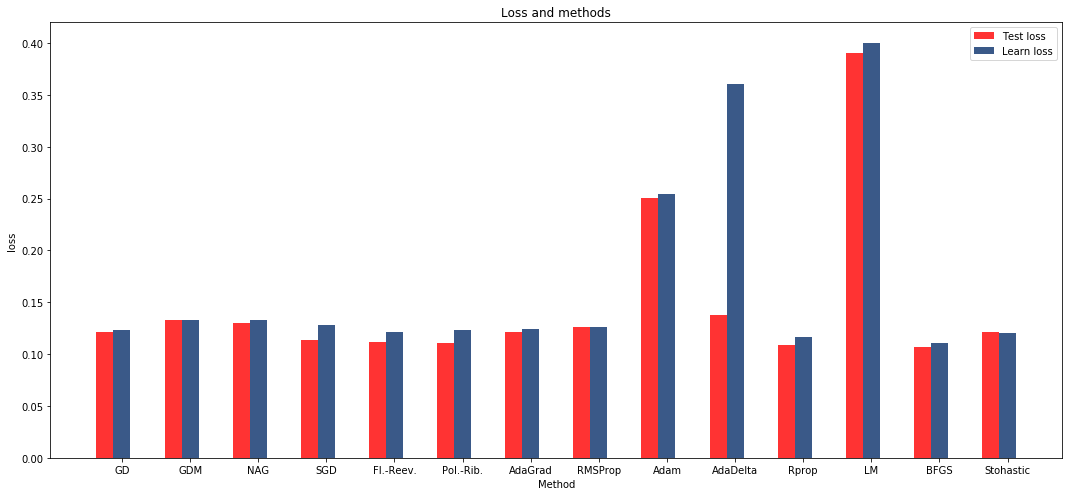 Loss and methods
Test loss
Learn loss
0.40
0.35
0.30
0.25
0.20
0.15
0.10
0.05
0.00
loss
GD GDM NAG SGD Fl.-Reev. Pol.-Rib. AdaGrad RMSProp Adam AdaDelta Rprop LM BFGS Stohastic
Method